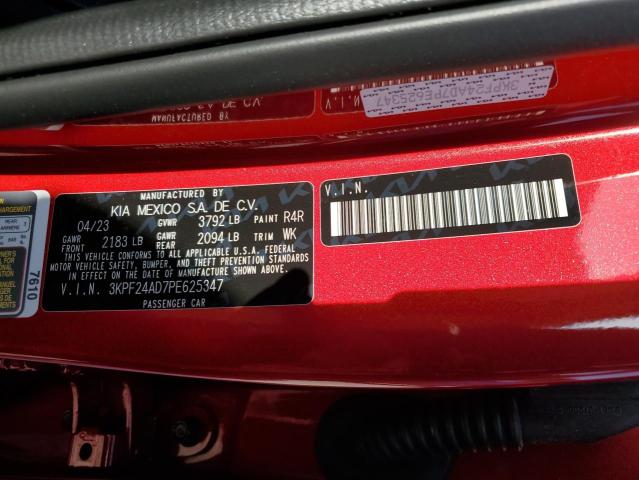 MANUFACTURED BY
KIA MEXICO S.A. DE C.V.
04/23 GVWR 3792 LB PAINT R4R
GAWR FRONT 2183 LB GAWR REAR 2094 LB TRIM WK
THIS VEHICLE CONFORMS TO ALL APPLICABLE U.S.A. FEDERAL
MOTOR VEHICLE SAFETY, BUMPER, AND THEFT PREVENTION
STANDARDS IN EFFECT ON THE DATE OF MANUFACTURE SHOWN ABOVE.
V.I.N. 3KPF24AD7PE625347
PASSENGER CAR
V.I.N.
7610
V.I.N.
3KPF24AD7PE625347